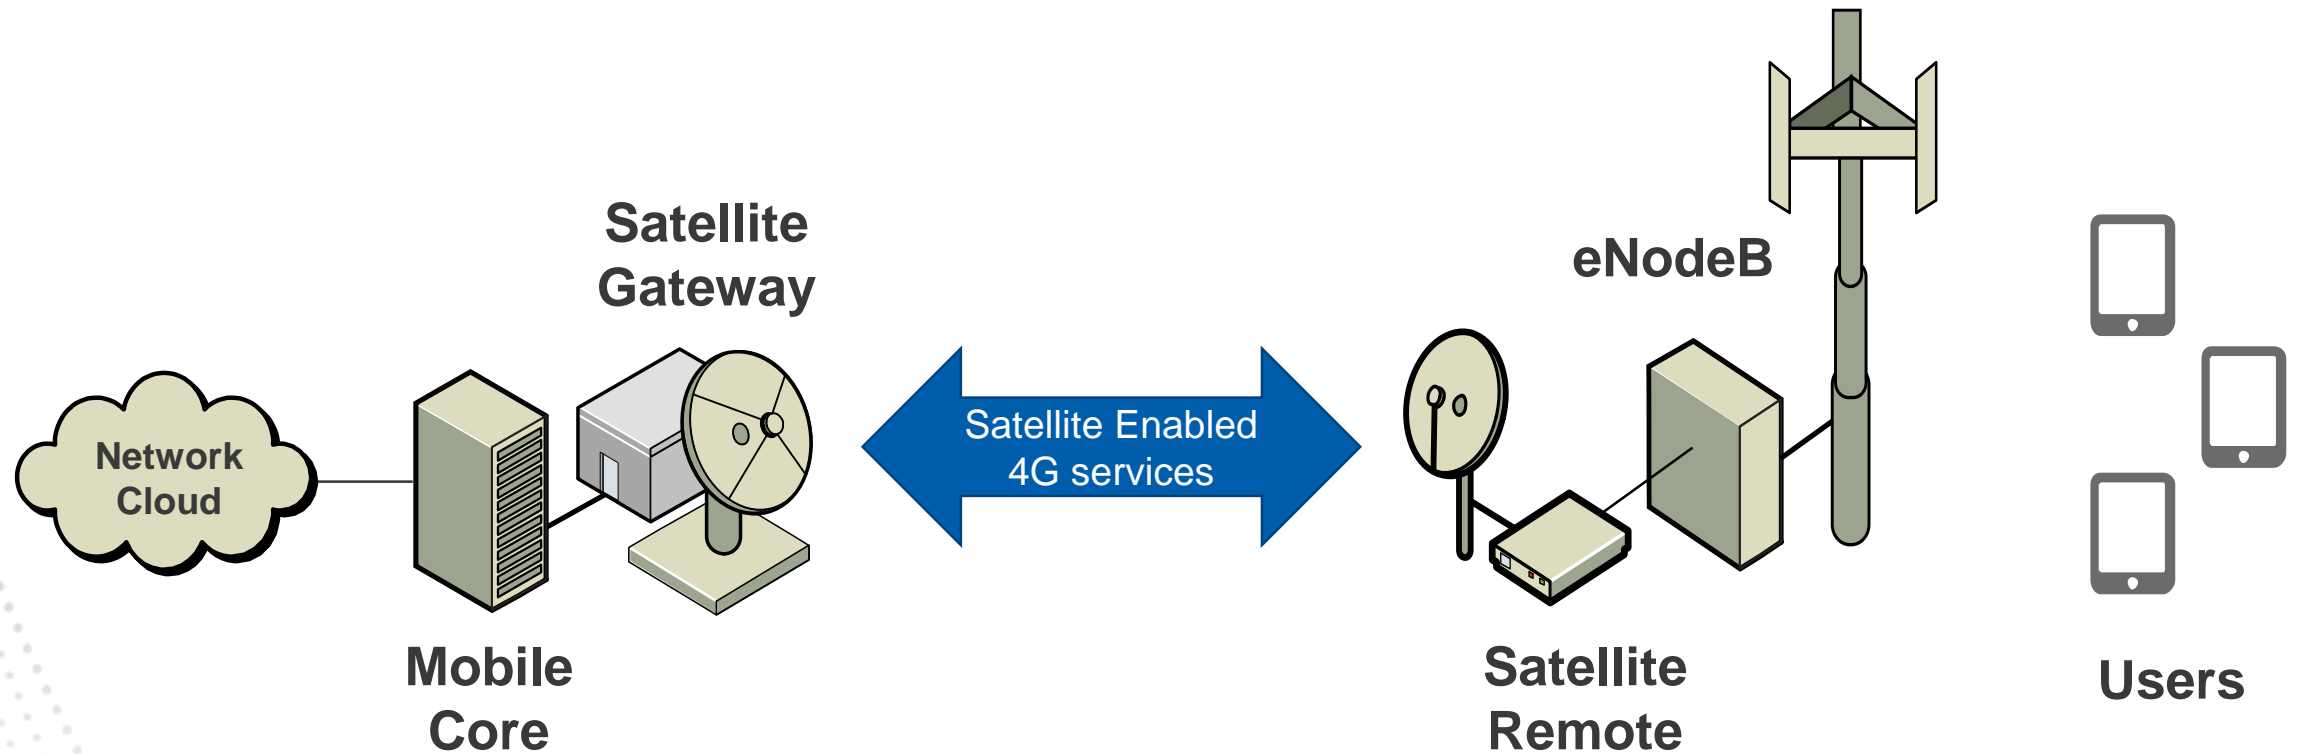 Satellite
Gateway
eNodeB
Network
Cloud
Satellite Enabled
4G services
Mobile
Core
Satellite
Remote
Users